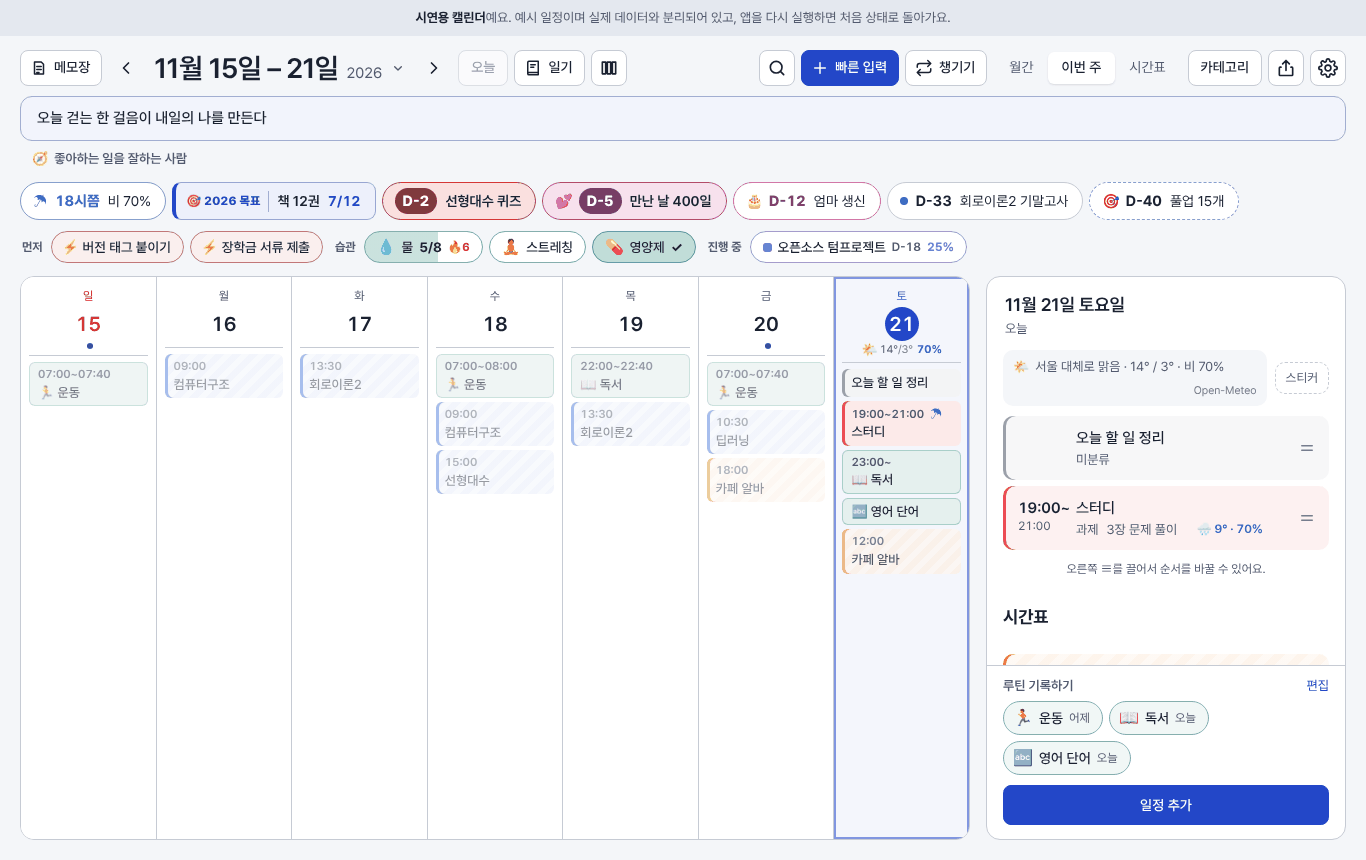 시연용 캘린더예요. 예시 일정이며 실제 데이터와 분리되어 있고, 앱을 다시 실행하면 처음 상태로 돌아가요.
메모장 11월 15일 – 21일 2026 오늘 일기 빠른 입력 챙기기 월간 이번 주 시간표 카테고리
오늘 걷는 한 걸음이 내일의 나를 만든다
🧭 좋아하는 일을 잘하는 사람
☂ 18시쯤 비 70% 🎯 2026 목표 책 12권 7/12 D-2 선형대수 퀴즈 💕 D-5 만난 날 400일 🎂 D-12 엄마 생신 D-33 회로이론2 기말고사 🎯 D-40 풀업 15개
먼저 ⚡ 버전 태그 붙이기 ⚡ 장학금 서류 제출 습관 💧 물 5/8 🔥6 🧘 스트레칭 💊 영양제 ✓ 진행 중 오픈소스 텀프로젝트 D-18 25%
일
15
07:00~07:40
🏃 운동
월
16
09:00
컴퓨터구조
화
17
13:30
회로이론2
수
18
07:00~08:00
🏃 운동
09:00
컴퓨터구조
15:00
선형대수
목
19
22:00~22:40
📖 독서
13:30
회로이론2
금
20
07:00~07:40
🏃 운동
10:30
딥러닝
18:00
카페 알바
토
21
🌤 14°/3° 70%
오늘 할 일 정리
19:00~21:00 ☂
스터디
23:00~
📖 독서
🔤 영어 단어
12:00
카페 알바
11월 21일 토요일
오늘
🌤 서울 대체로 맑음 · 14° / 3° · 비 70%
Open-Meteo
스티커
오늘 할 일 정리
미분류
19:00~ 스터디
21:00 과제 3장 문제 풀이 🌧 9° · 70%
오른쪽 ≡를 끌어서 순서를 바꿀 수 있어요.
시간표
루틴 기록하기 편집
🏃 운동 어제 📖 독서 오늘
🔤 영어 단어 오늘
일정 추가